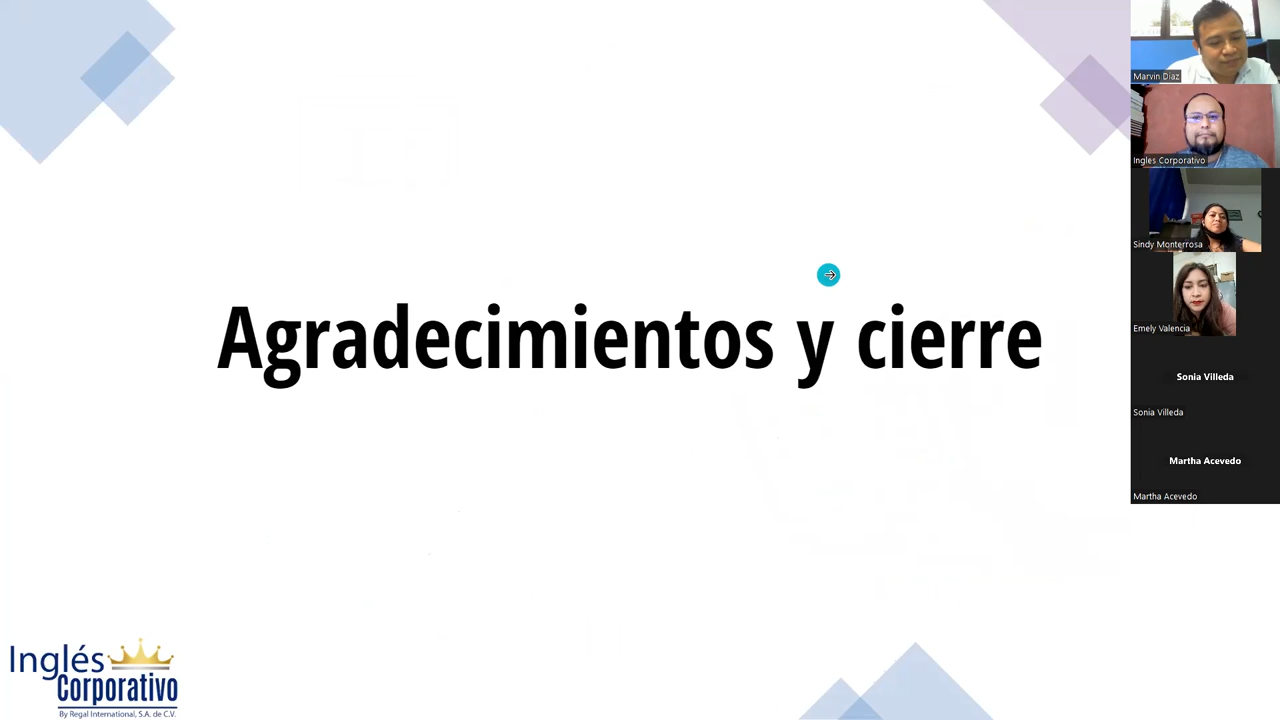 Agradecimientos y cierre
Inglés
Corporativo
By Regal International, S.A. de C.V.
Marvin Diaz
Ingles Corporativo
Sindy Monterrosa
Emely Valencia
Sonia Villeda
Sonia Villeda
Martha Acevedo
Martha Acevedo